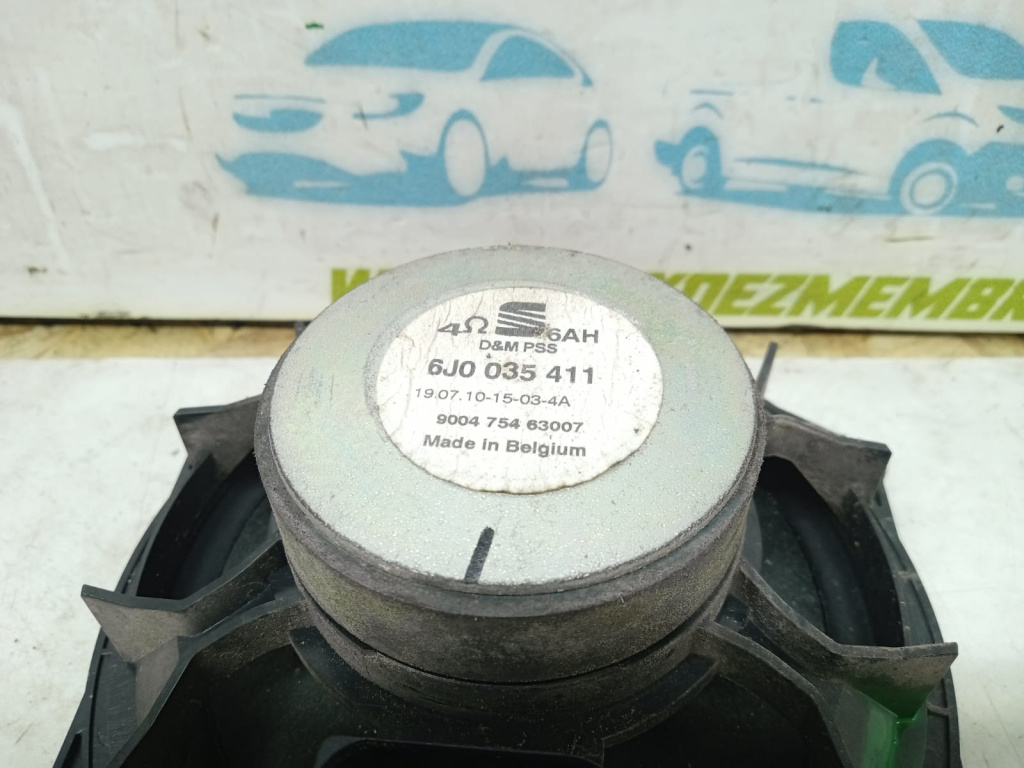 4Ω 6AH
D&M PSS
6J0 035 411
19.07.10-15-03-4A
9004 754 63007
Made in Belgium